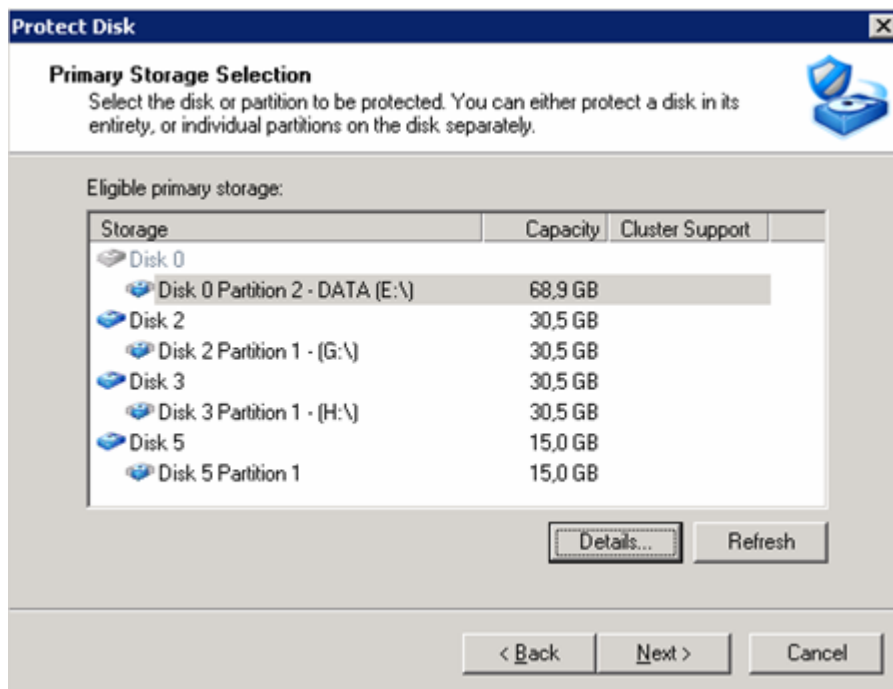 Protect Disk
Primary Storage Selection
Select the disk or partition to be protected. You can either protect a disk in its
entirety, or individual partitions on the disk separately.
Eligible primary storage:
Storage Capacity Cluster Support
Disk 0
Disk 0 Partition 2 - DATA (E:\) 68,9 GB
Disk 2 30,5 GB
Disk 2 Partition 1 - (G:\) 30,5 GB
Disk 3 30,5 GB
Disk 3 Partition 1 - (H:\) 30,5 GB
Disk 5 15,0 GB
Disk 5 Partition 1 15,0 GB
Details... Refresh
< Back Next > Cancel